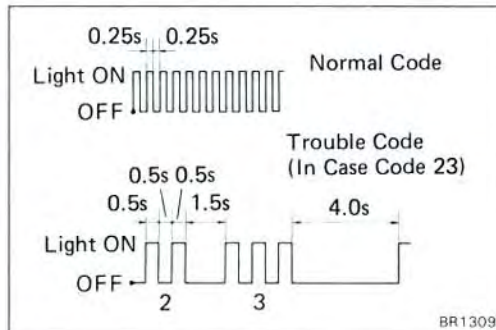 0.25s 0.25s
Light ON
OFF
Normal Code
Trouble Code
(In Case Code 23)
0.5s 0.5s
0.5s 1.5s 4.0s
Light ON
OFF
2 3
BR1309